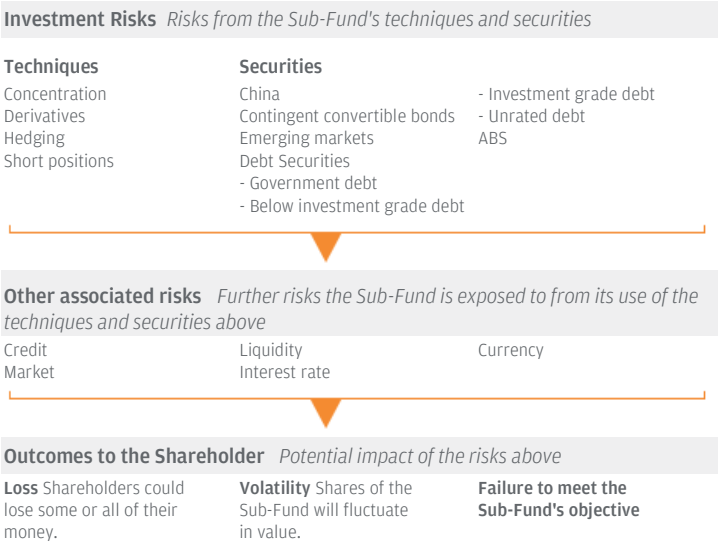 Investment Risks Risks from the Sub-Fund's techniques and securities
Techniques
Concentration
Derivatives
Hedging
Short positions
Securities
China
Contingent convertible bonds
Emerging markets
Debt Securities
- Government debt
- Below investment grade debt
- Investment grade debt
- Unrated debt
ABS
Other associated risks Further risks the Sub-Fund is exposed to from its use of the
techniques and securities above
Credit
Market
Liquidity
Interest rate
Currency
Outcomes to the Shareholder Potential impact of the risks above
Loss Shareholders could
lose some or all of their
money.
Volatility Shares of the
Sub-Fund will fluctuate
in value.
Failure to meet the
Sub-Fund's objective